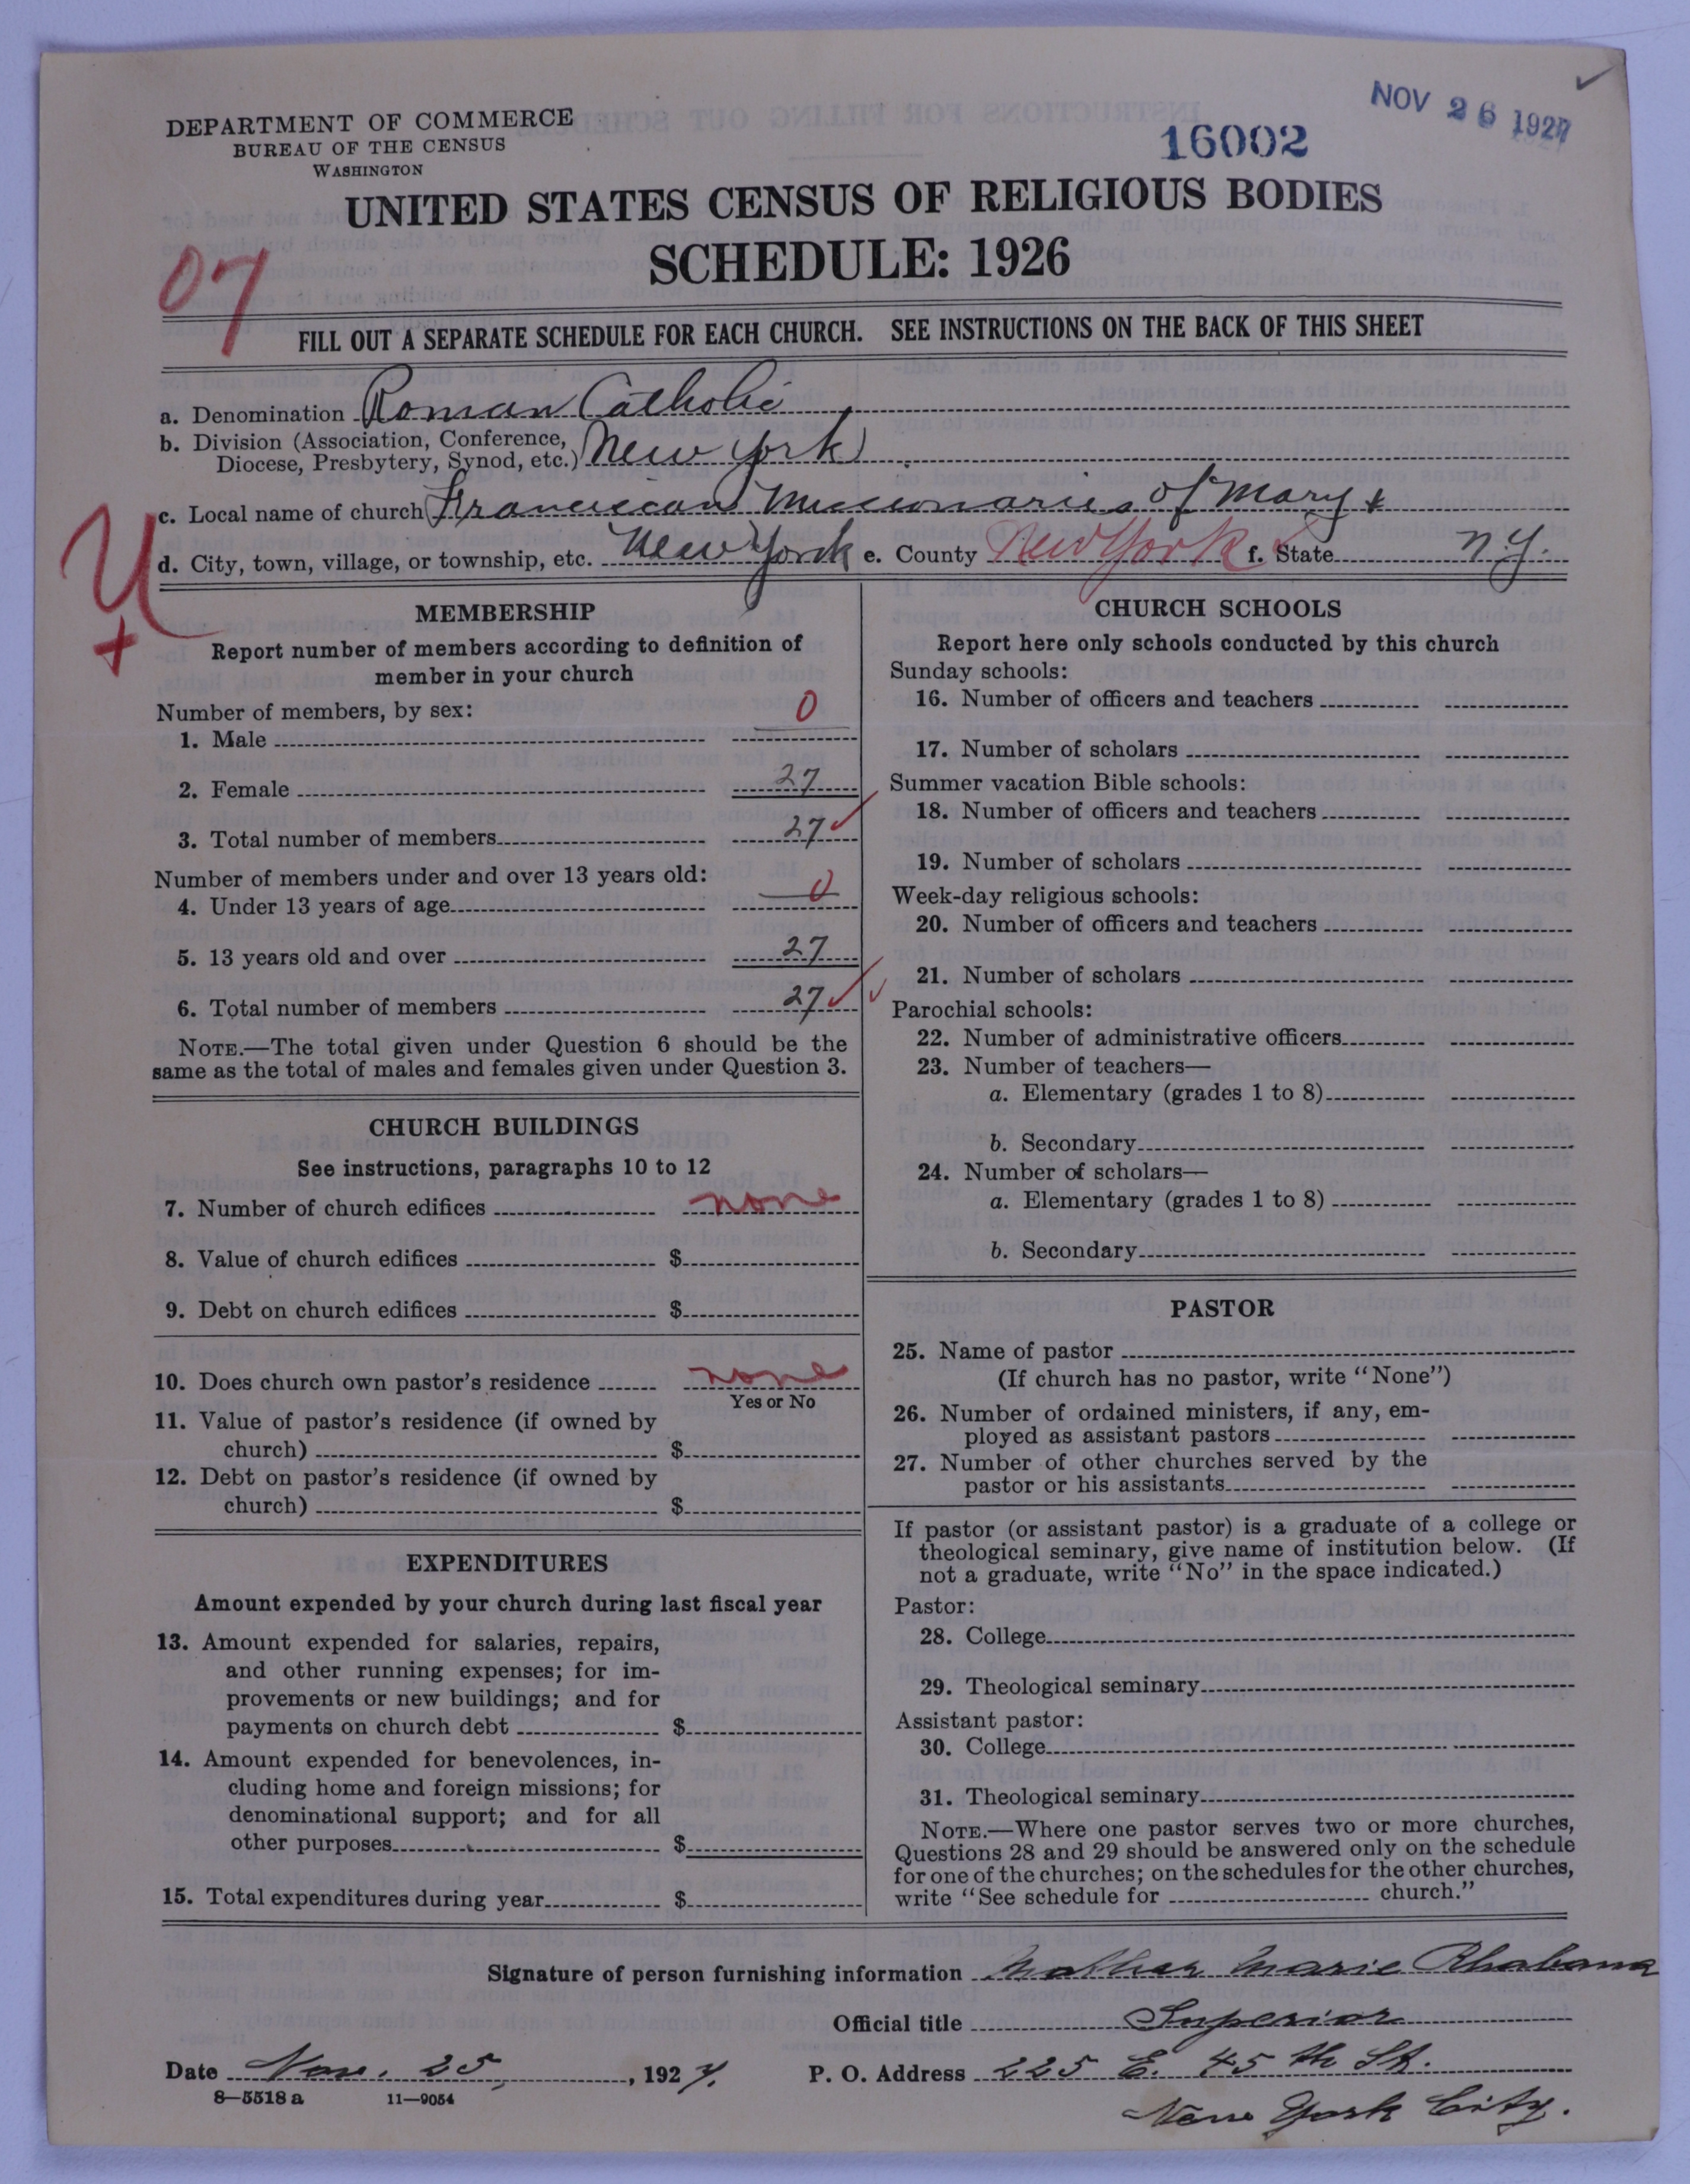 DEPARTMENT OF COMMERCE
BUREAU OF THE CENSUS
WASHINGTON
16002
NOV 26 1927
UNITED STATES CENSUS OF RELIGIOUS BODIES
SCHEDULE: 1926
07
FILL OUT A SEPARATE SCHEDULE FOR EACH CHURCH. SEE INSTRUCTIONS ON THE BACK OF THIS SHEET
a. Denomination Roman Catholic
b. Division (Association, Conference, Diocese, Presbytery, Synod, etc.) New York
c. Local name of church Franciscan Missionaries of Mary
d. City, town, village, or township, etc. New York e. County New York f. State N.Y.
U
+
MEMBERSHIP
Report number of members according to definition of
member in your church
Number of members, by sex:
1. Male 0
2. Female 27
3. Total number of members 27
Number of members under and over 13 years old:
4. Under 13 years of age 0
5. 13 years old and over 27
6. Total number of members 27
NOTE.—The total given under Question 6 should be the
same as the total of males and females given under Question 3.
CHURCH BUILDINGS
See instructions, paragraphs 10 to 12
7. Number of church edifices none
8. Value of church edifices $
9. Debt on church edifices $
10. Does church own pastor's residence none
Yes or No
11. Value of pastor's residence (if owned by
church) $
12. Debt on pastor's residence (if owned by
church) $
EXPENDITURES
Amount expended by your church during last fiscal year
13. Amount expended for salaries, repairs,
and other running expenses; for im-
provements or new buildings; and for
payments on church debt $
14. Amount expended for benevolences, in-
cluding home and foreign missions; for
denominational support; and for all
other purposes $
15. Total expenditures during year $
CHURCH SCHOOLS
Report here only schools conducted by this church
Sunday schools:
16. Number of officers and teachers
17. Number of scholars
Summer vacation Bible schools:
18. Number of officers and teachers
19. Number of scholars
Week-day religious schools:
20. Number of officers and teachers
21. Number of scholars
Parochial schools:
22. Number of administrative officers
23. Number of teachers—
a. Elementary (grades 1 to 8)
b. Secondary
24. Number of scholars—
a. Elementary (grades 1 to 8)
b. Secondary
PASTOR
25. Name of pastor
(If church has no pastor, write "None")
26. Number of ordained ministers, if any, em-
ployed as assistant pastors
27. Number of other churches served by the
pastor or his assistants
If pastor (or assistant pastor) is a graduate of a college or
theological seminary, give name of institution below. (If
not a graduate, write "No" in the space indicated.)
Pastor:
28. College
29. Theological seminary
Assistant pastor:
30. College
31. Theological seminary
NOTE.—Where one pastor serves two or more churches,
Questions 28 and 29 should be answered only on the schedule
for one of the churches; on the schedules for the other churches,
write "See schedule for church."
Signature of person furnishing information Mother Marie Rhabana
Official title Superior
Date Nov. 25, 1927. P. O. Address 225 E. 45th St.
8—5518a 11—9054
New York City.